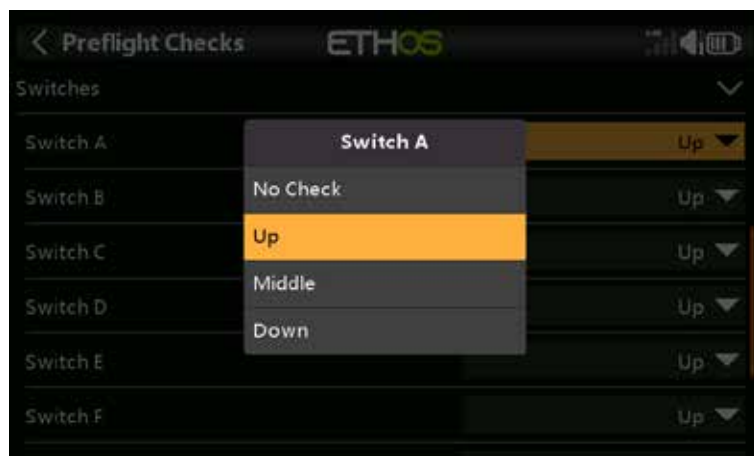 Preflight Checks ETHOS
Switches
Switch A Up
Switch A
No Check
Up
Middle
Down
Switch B Up
Switch C Up
Switch D Up
Switch E Up
Switch F Up